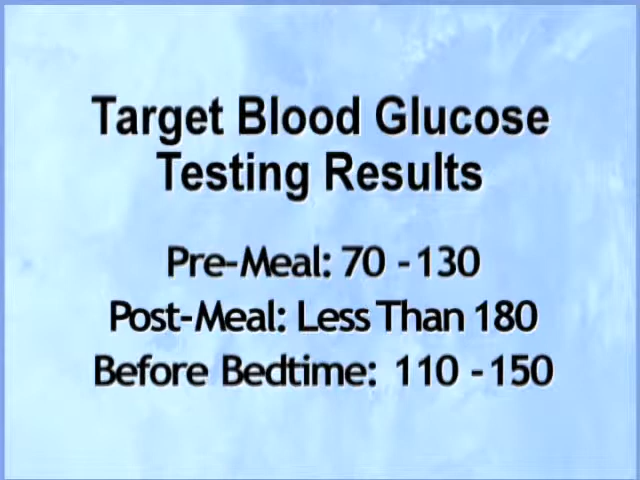 Target Blood Glucose
Testing Results
Pre-Meal: 70 - 130
Post-Meal: Less Than 180
Before Bedtime: 110 - 150